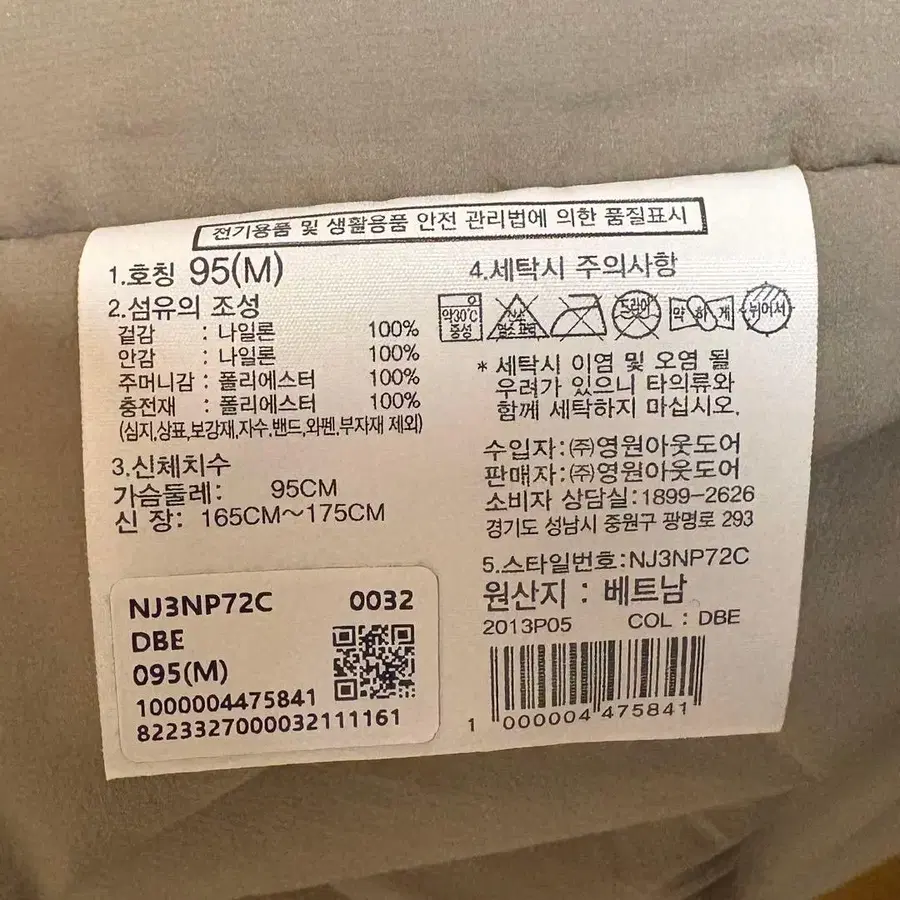 전기용품 및 생활용품 안전 관리법에 의한 품질표시
1.호칭 95(M)
2.섬유의 조성
겉감 : 나일론 100%
안감 : 나일론 100%
주머니감 : 폴리에스터 100%
충전재 : 폴리에스터 100%
(심지,상표,보강재,자수,밴드,와펜,부자재 제외)
3.신체치수
가슴둘레: 95CM
신 장: 165CM~175CM
NJ3NP72C 0032
DBE
095(M)
1000004475841
8223327000032111161
4.세탁시 주의사항
약30℃ 중성
산소 염소 표백
드라이
약 하 게
뉘어서
* 세탁시 이염 및 오염 될
우려가 있으니 타의류와
함께 세탁하지 마십시오.
수입자:㈜영원아웃도어
판매자:㈜영원아웃도어
소비자 상담실:1899-2626
경기도 성남시 중원구 광명로 293
5.스타일번호:NJ3NP72C
원산지 : 베트남
2013P05 COL : DBE
1 000004 475841